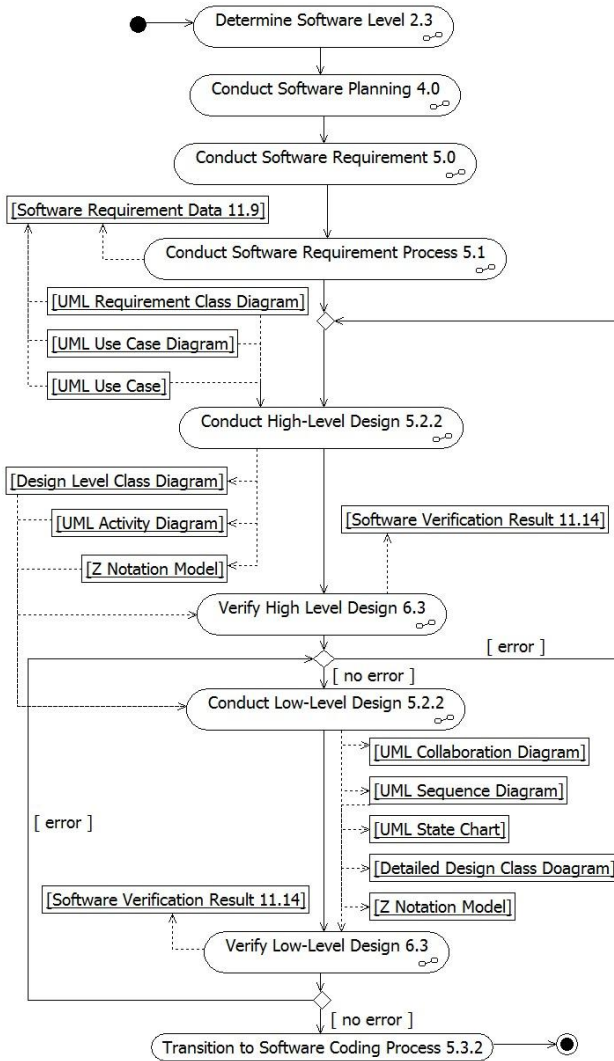 Determine Software Level 2.3
Conduct Software Planning 4.0
Conduct Software Requirement 5.0
[Software Requirement Data 11.9]
Conduct Software Requirement Process 5.1
[UML Requirement Class Diagram]
[UML Use Case Diagram]
[UML Use Case]
Conduct High-Level Design 5.2.2
[Design Level Class Diagram]
[UML Activity Diagram]
[Software Verification Result 11.14]
[Z Notation Model]
Verify High Level Design 6.3
[ error ]
[ no error ]
Conduct Low-Level Design 5.2.2
[UML Collaboration Diagram]
[UML Sequence Diagram]
[ error ]
[UML State Chart]
[Detailed Design Class Doagram]
[Software Verification Result 11.14]
[Z Notation Model]
Verify Low-Level Design 6.3
[ no error ]
Transition to Software Coding Process 5.3.2